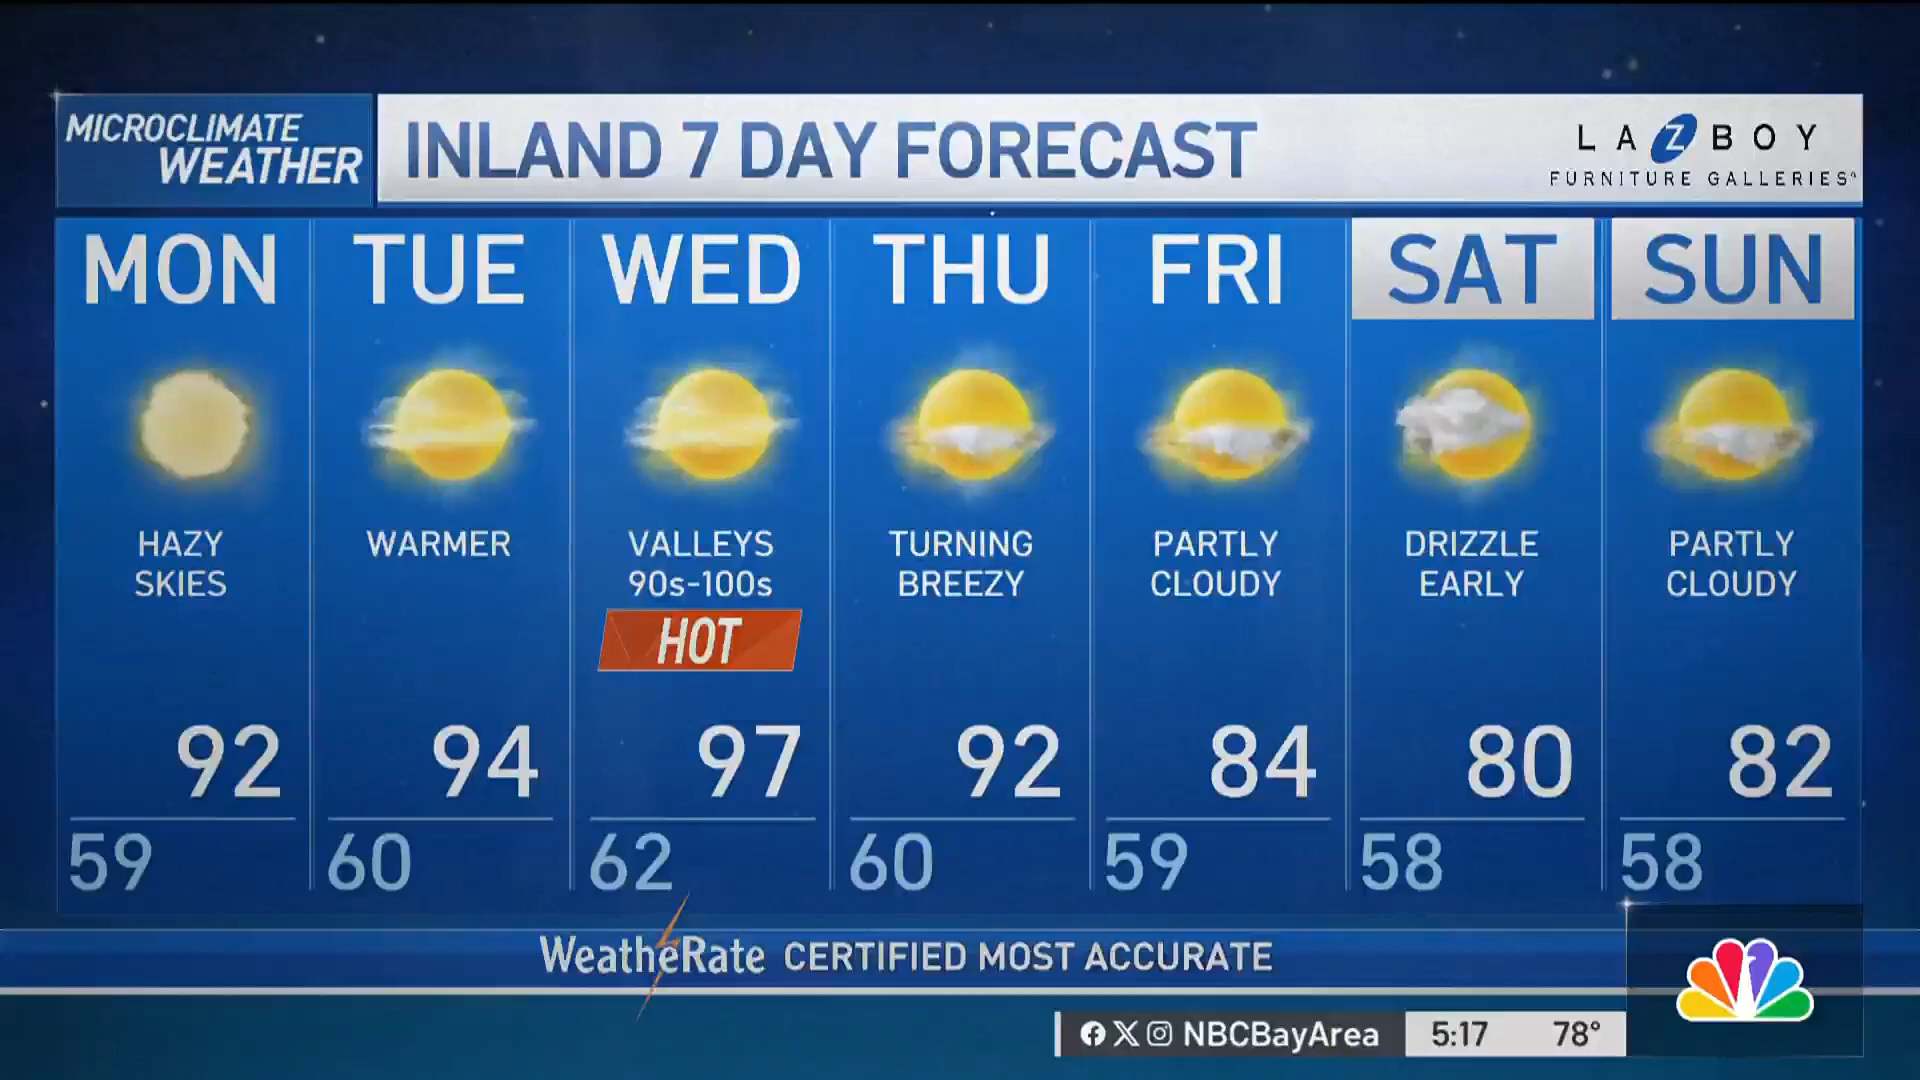 MICROCLIMATE
WEATHER
INLAND 7 DAY FORECAST
LA Z BOY
FURNITURE GALLERIES®
MON
TUE
WED
THU
FRI
SAT
SUN
HAZY
SKIES
WARMER
VALLEYS
90s-100s
HOT
TURNING
BREEZY
PARTLY
CLOUDY
DRIZZLE
EARLY
PARTLY
CLOUDY
92
94
97
92
84
80
82
59
60
62
60
59
58
58
WeatheRate CERTIFIED MOST ACCURATE
NBCBayArea
5:17 78°